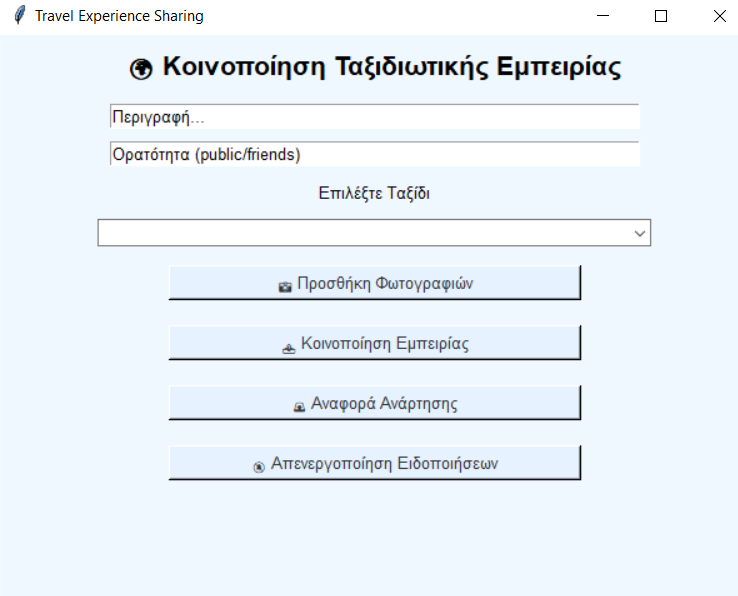 Travel Experience Sharing
🌍 Κοινοποίηση Ταξιδιωτικής Εμπειρίας
Περιγραφή...
Ορατότητα (public/friends)
Επιλέξτε Ταξίδι
📷 Προσθήκη Φωτογραφιών
📤 Κοινοποίηση Εμπειρίας
🚨 Αναφορά Ανάρτησης
🔕 Απενεργοποίηση Ειδοποιήσεων